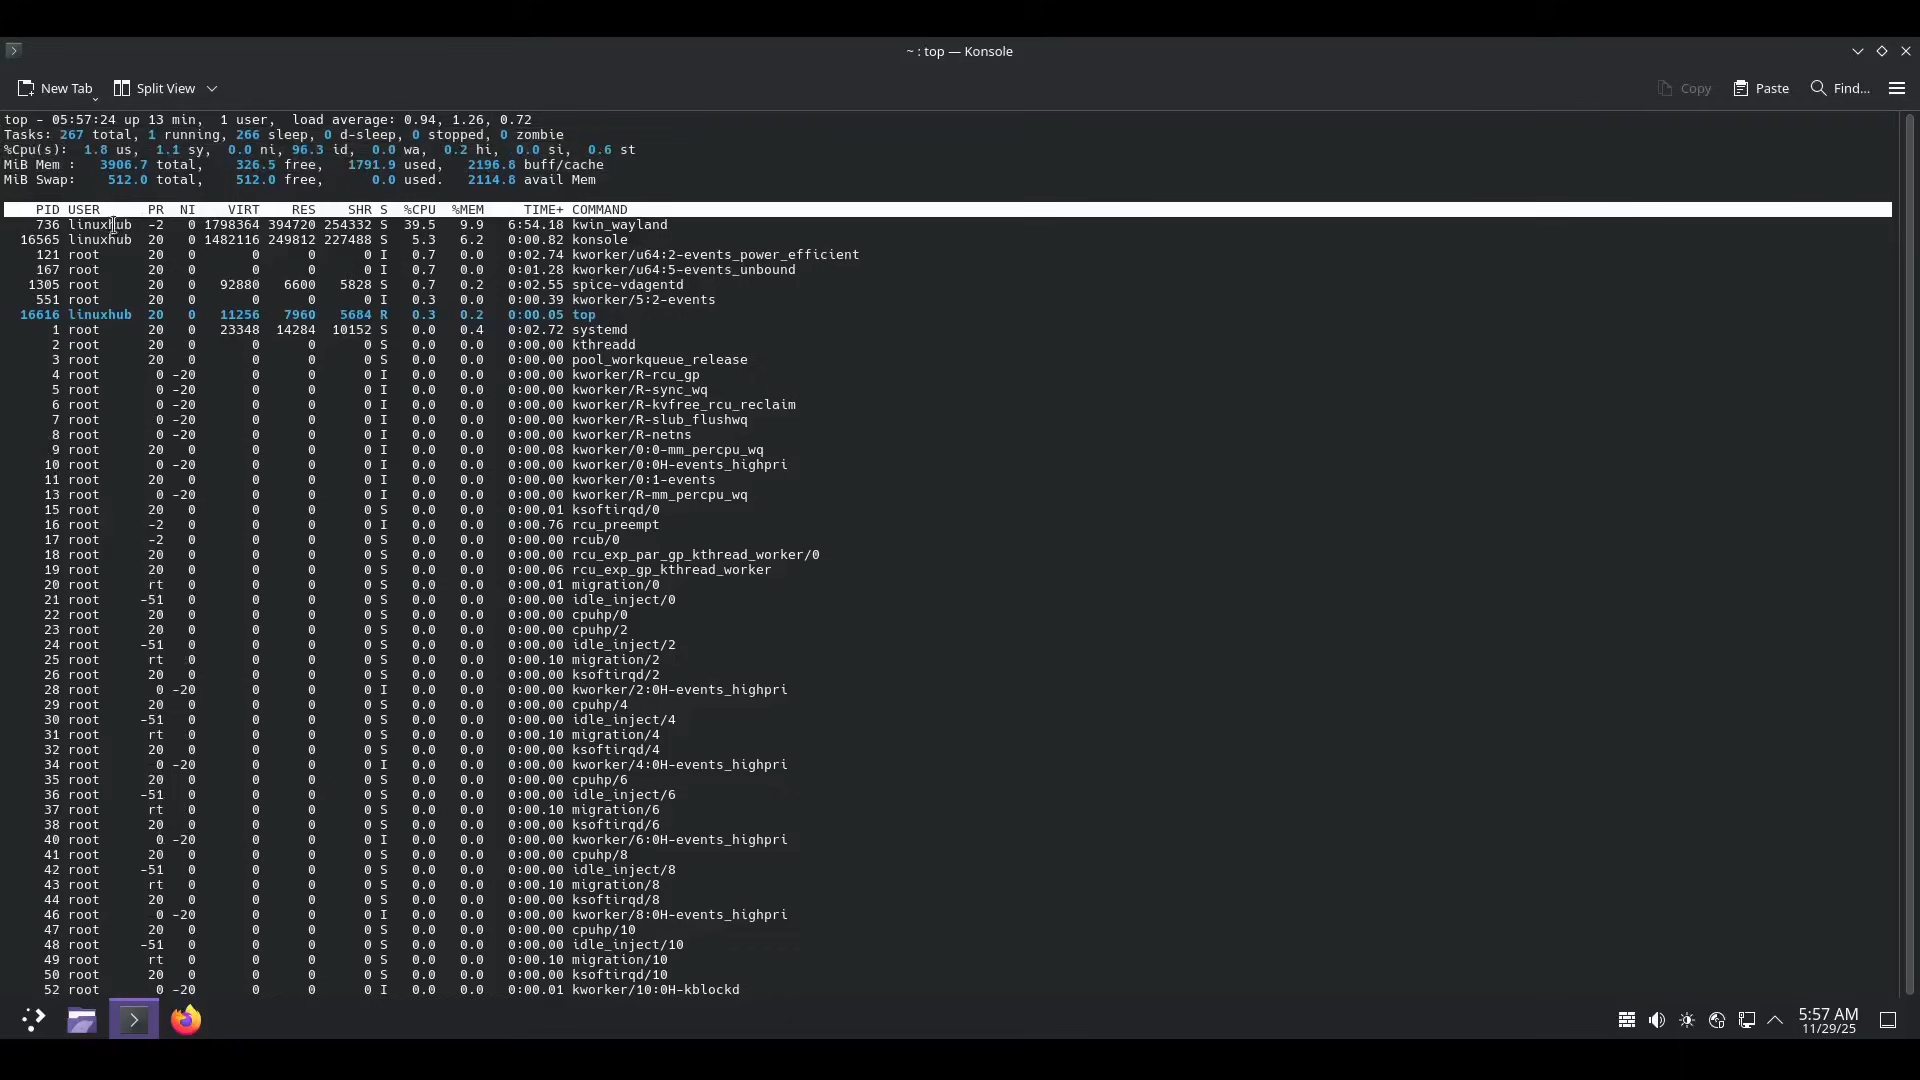 ~ : top — Konsole
New Tab
Split View
Copy
Paste
Find...
top - 05:57:24 up 13 min,  1 user,  load average: 0.94, 1.26, 0.72
Tasks: 267 total, 1 running, 266 sleep, 0 d-sleep, 0 stopped, 0 zombie
%Cpu(s):  1.8 us,  1.1 sy,  0.0 ni, 96.3 id,  0.0 wa,  0.2 hi,  0.0 si,  0.6 st
MiB Mem :   3906.7 total,    326.5 free,   1791.9 used,   2196.8 buff/cache
MiB Swap:    512.0 total,    512.0 free,      0.0 used.   2114.8 avail Mem
PID USER PR NI VIRT RES SHR S %CPU %MEM TIME+ COMMAND
736 linuxhub -2 0 1798364 394720 254332 S 39.5 9.9 6:54.18 kwin_wayland
16565 linuxhub 20 0 1482116 249812 227488 S 5.3 6.2 0:00.82 konsole
121 root 20 0 0 0 0 I 0.7 0.0 0:02.74 kworker/u64:2-events_power_efficient
167 root 20 0 0 0 0 I 0.7 0.0 0:01.28 kworker/u64:5-events_unbound
1305 root 20 0 92880 6600 5828 S 0.7 0.2 0:02.55 spice-vdagentd
551 root 20 0 0 0 0 I 0.3 0.0 0:00.39 kworker/5:2-events
16616 linuxhub 20 0 11256 7960 5684 R 0.3 0.2 0:00.05 top
1 root 20 0 23348 14284 10152 S 0.0 0.4 0:02.72 systemd
2 root 20 0 0 0 0 S 0.0 0.0 0:00.00 kthreadd
3 root 20 0 0 0 0 S 0.0 0.0 0:00.00 pool_workqueue_release
4 root 0 -20 0 0 0 I 0.0 0.0 0:00.00 kworker/R-rcu_gp
5 root 0 -20 0 0 0 I 0.0 0.0 0:00.00 kworker/R-sync_wq
6 root 0 -20 0 0 0 I 0.0 0.0 0:00.00 kworker/R-kvfree_rcu_reclaim
7 root 0 -20 0 0 0 I 0.0 0.0 0:00.00 kworker/R-slub_flushwq
8 root 0 -20 0 0 0 I 0.0 0.0 0:00.00 kworker/R-netns
9 root 20 0 0 0 0 I 0.0 0.0 0:00.08 kworker/0:0-mm_percpu_wq
10 root 0 -20 0 0 0 I 0.0 0.0 0:00.00 kworker/0:0H-events_highpri
11 root 20 0 0 0 0 I 0.0 0.0 0:00.00 kworker/0:1-events
13 root 0 -20 0 0 0 I 0.0 0.0 0:00.00 kworker/R-mm_percpu_wq
15 root 20 0 0 0 0 S 0.0 0.0 0:00.01 ksoftirqd/0
16 root -2 0 0 0 0 I 0.0 0.0 0:00.76 rcu_preempt
17 root -2 0 0 0 0 S 0.0 0.0 0:00.00 rcub/0
18 root 20 0 0 0 0 S 0.0 0.0 0:00.00 rcu_exp_par_gp_kthread_worker/0
19 root 20 0 0 0 0 S 0.0 0.0 0:00.06 rcu_exp_gp_kthread_worker
20 root rt 0 0 0 0 S 0.0 0.0 0:00.01 migration/0
21 root -51 0 0 0 0 S 0.0 0.0 0:00.00 idle_inject/0
22 root 20 0 0 0 0 S 0.0 0.0 0:00.00 cpuhp/0
23 root 20 0 0 0 0 S 0.0 0.0 0:00.00 cpuhp/2
24 root -51 0 0 0 0 S 0.0 0.0 0:00.00 idle_inject/2
25 root rt 0 0 0 0 S 0.0 0.0 0:00.10 migration/2
26 root 20 0 0 0 0 S 0.0 0.0 0:00.00 ksoftirqd/2
28 root 0 -20 0 0 0 I 0.0 0.0 0:00.00 kworker/2:0H-events_highpri
29 root 20 0 0 0 0 S 0.0 0.0 0:00.00 cpuhp/4
30 root -51 0 0 0 0 S 0.0 0.0 0:00.00 idle_inject/4
31 root rt 0 0 0 0 S 0.0 0.0 0:00.10 migration/4
32 root 20 0 0 0 0 S 0.0 0.0 0:00.00 ksoftirqd/4
34 root 0 -20 0 0 0 I 0.0 0.0 0:00.00 kworker/4:0H-events_highpri
35 root 20 0 0 0 0 S 0.0 0.0 0:00.00 cpuhp/6
36 root -51 0 0 0 0 S 0.0 0.0 0:00.00 idle_inject/6
37 root rt 0 0 0 0 S 0.0 0.0 0:00.10 migration/6
38 root 20 0 0 0 0 S 0.0 0.0 0:00.00 ksoftirqd/6
40 root 0 -20 0 0 0 I 0.0 0.0 0:00.00 kworker/6:0H-events_highpri
41 root 20 0 0 0 0 S 0.0 0.0 0:00.00 cpuhp/8
42 root -51 0 0 0 0 S 0.0 0.0 0:00.00 idle_inject/8
43 root rt 0 0 0 0 S 0.0 0.0 0:00.10 migration/8
44 root 20 0 0 0 0 S 0.0 0.0 0:00.00 ksoftirqd/8
46 root 0 -20 0 0 0 I 0.0 0.0 0:00.00 kworker/8:0H-events_highpri
47 root 20 0 0 0 0 S 0.0 0.0 0:00.00 cpuhp/10
48 root -51 0 0 0 0 S 0.0 0.0 0:00.00 idle_inject/10
49 root rt 0 0 0 0 S 0.0 0.0 0:00.10 migration/10
50 root 20 0 0 0 0 S 0.0 0.0 0:00.00 ksoftirqd/10
52 root 0 -20 0 0 0 I 0.0 0.0 0:00.01 kworker/10:0H-kblockd
5:57 AM
11/29/25